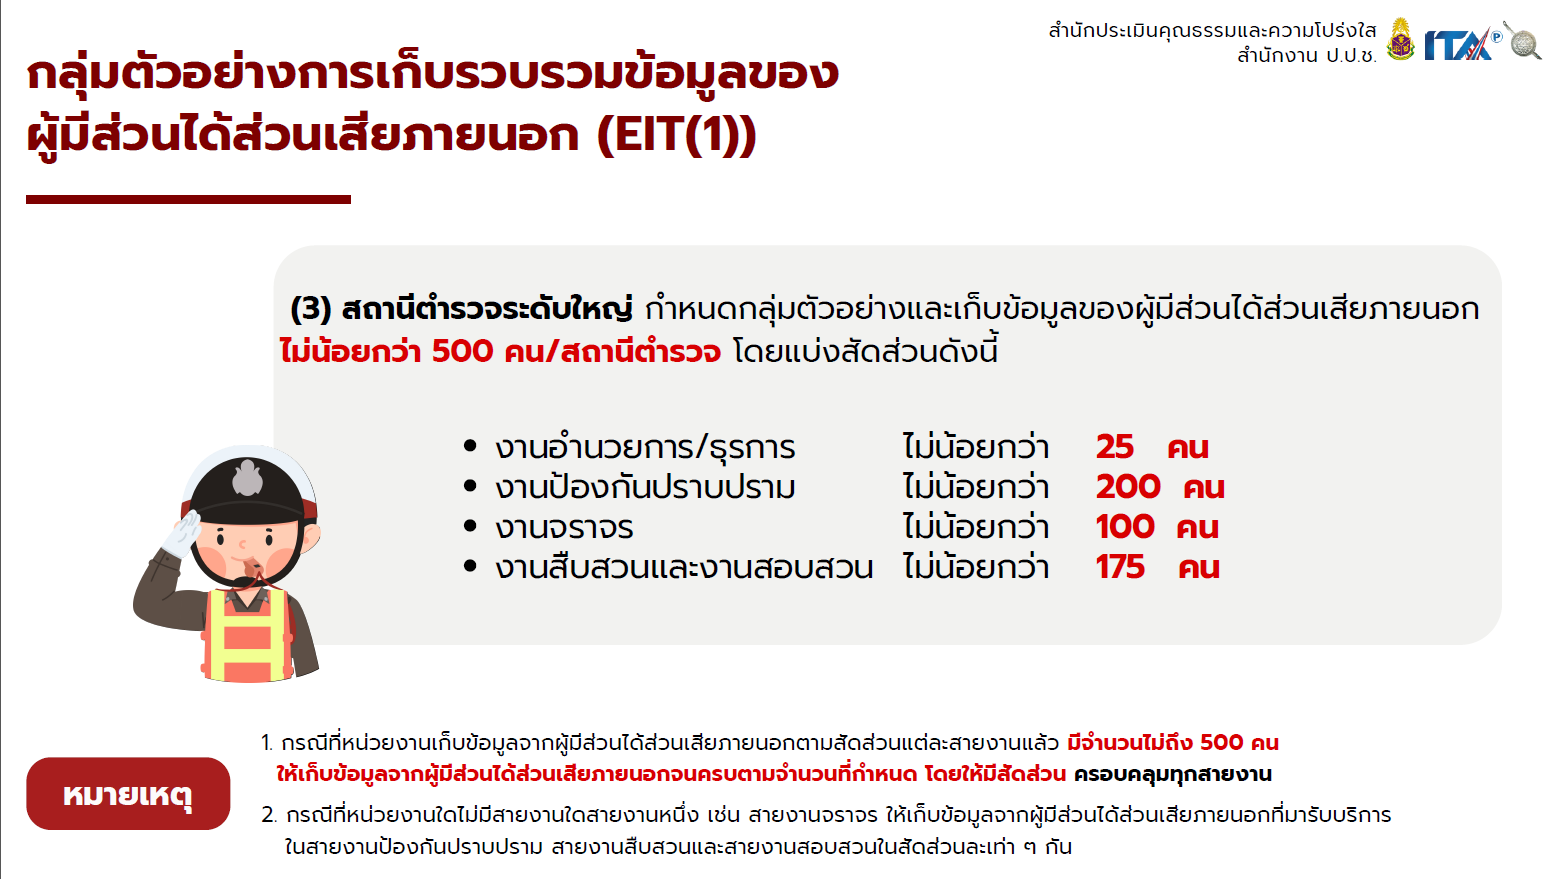 สำนักประเมินคุณธรรมและความโปร่งใส
สำนักงาน ป.ป.ช.
ITA P
กลุ่มตัวอย่างการเก็บรวบรวมข้อมูลของ
ผู้มีส่วนได้ส่วนเสียภายนอก (EIT(1))
(3) สถานีตำรวจระดับใหญ่ กำหนดกลุ่มตัวอย่างและเก็บข้อมูลของผู้มีส่วนได้ส่วนเสียภายนอก
ไม่น้อยกว่า 500 คน/สถานีตำรวจ โดยแบ่งสัดส่วนดังนี้
• งานอำนวยการ/ธุรการ ไม่น้อยกว่า 25 คน
• งานป้องกันปราบปราม ไม่น้อยกว่า 200 คน
• งานจราจร ไม่น้อยกว่า 100 คน
• งานสืบสวนและงานสอบสวน ไม่น้อยกว่า 175 คน
หมายเหตุ
1. กรณีที่หน่วยงานเก็บข้อมูลจากผู้มีส่วนได้ส่วนเสียภายนอกตามสัดส่วนแต่ละสายงานแล้ว มีจำนวนไม่ถึง 500 คน
ให้เก็บข้อมูลจากผู้มีส่วนได้ส่วนเสียภายนอกจนครบตามจำนวนที่กำหนด โดยให้มีสัดส่วน ครอบคลุมทุกสายงาน
2. กรณีที่หน่วยงานใดไม่มีสายงานใดสายงานหนึ่ง เช่น สายงานจราจร ให้เก็บข้อมูลจากผู้มีส่วนได้ส่วนเสียภายนอกที่มารับบริการ
ในสายงานป้องกันปราบปราม สายงานสืบสวนและสายงานสอบสวนในสัดส่วนละเท่า ๆ กัน